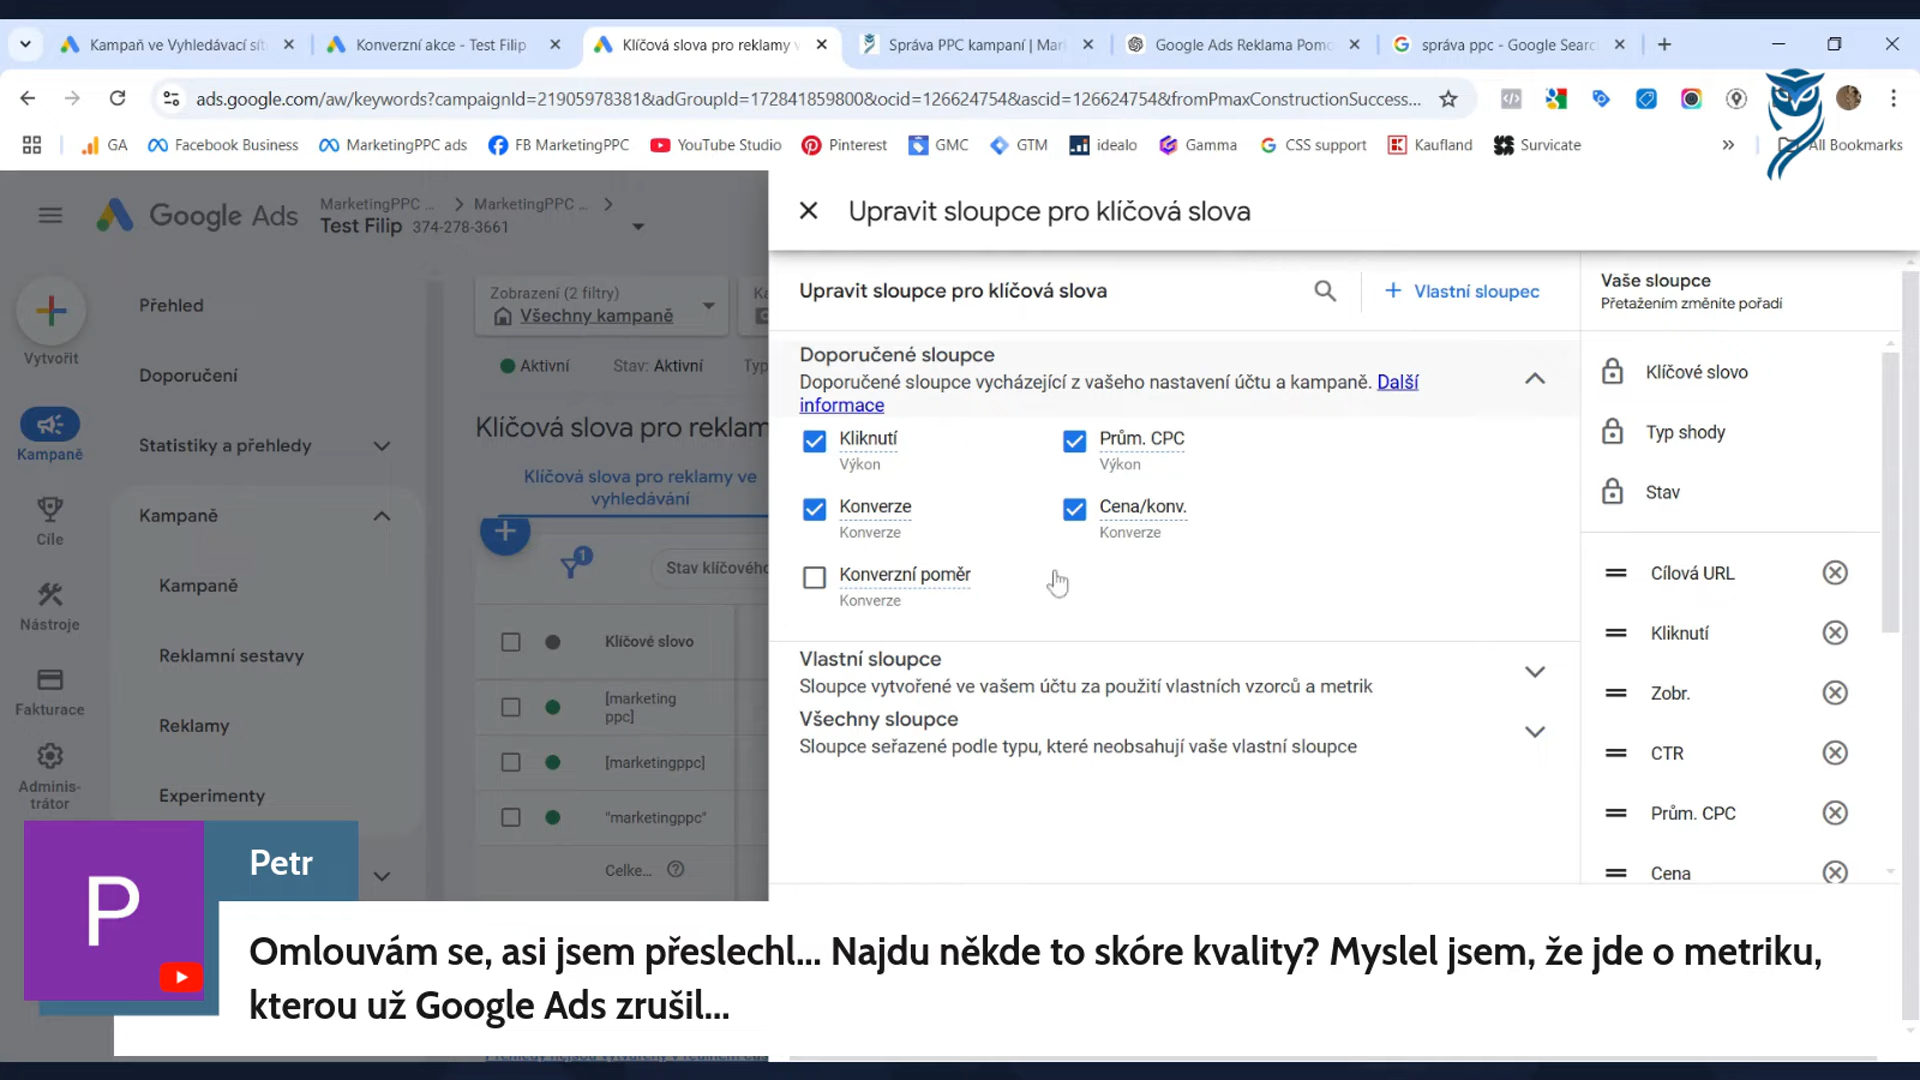 Kampaň ve Vyhledávací sít
Konverzní akce - Test Filip
Klíčová slova pro reklamy v
Správa PPC kampaní | Mar
Google Ads Reklama Pomo
správa ppc - Google Searc
ads.google.com/aw/keywords?campaignId=21905978381&adGroupId=172841859800&ocid=126624754&ascid=126624754&fromPmaxConstructionSuccess...
GA
Facebook Business
MarketingPPC ads
FB MarketingPPC
YouTube Studio
Pinterest
GMC
GTM
idealo
Gamma
CSS support
Kaufland
Survicate
All Bookmarks
Google Ads
MarketingPPC ...
MarketingPPC ...
Test Filip 374-278-3661
Vytvořit
Kampaně
Cíle
Nástroje
Fakturace
Adminis-
trátor
Přehled
Doporučení
Statistiky a přehledy
Kampaně
Kampaně
Reklamní sestavy
Reklamy
Experimenty
Zobrazení (2 filtry)
Všechny kampaně
Aktivní
Stav: Aktivní
Typ
Klíčová slova pro reklam
Klíčová slova pro reklamy ve
vyhledávání
1
Stav klíčového
Klíčové slovo
[marketing
ppc]
[marketingppc]
"marketingppc"
Celke...
Upravit sloupce pro klíčová slova
Upravit sloupce pro klíčová slova
Vlastní sloupec
Doporučené sloupce
Doporučené sloupce vycházející z vašeho nastavení účtu a kampaně. Další
informace
Kliknutí
Výkon
Prům. CPC
Výkon
Konverze
Konverze
Cena/konv.
Konverze
Konverzní poměr
Konverze
Vlastní sloupce
Sloupce vytvořené ve vašem účtu za použití vlastních vzorců a metrik
Všechny sloupce
Sloupce seřazené podle typu, které neobsahují vaše vlastní sloupce
Vaše sloupce
Přetažením změníte pořadí
Klíčové slovo
Typ shody
Stav
Cílová URL
Kliknutí
Zobr.
CTR
Prům. CPC
Cena
P
Petr
Omlouvám se, asi jsem přeslechl... Najdu někde to skóre kvality? Myslel jsem, že jde o metriku,
kterou už Google Ads zrušil...